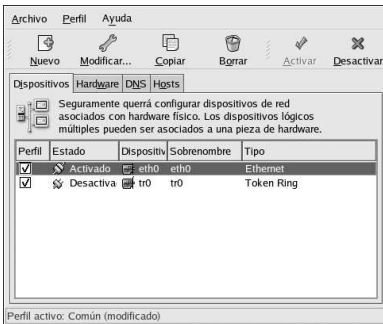 Archivo Perfil Ayuda
Nuevo Modificar... Copiar Borrar Activar Desactivar
Dispositivos Hardware DNS Hosts
Seguramente querrá configurar dispositivos de red
asociados con hardware físico. Los dispositivos lógicos
múltiples pueden ser asociados a una pieza de hardware.
Perfil Estado Dispositiv Sobrenombre Tipo
Activado eth0 eth0 Ethernet
Desactiva tr0 tr0 Token Ring
Perfil activo: Común (modificado)